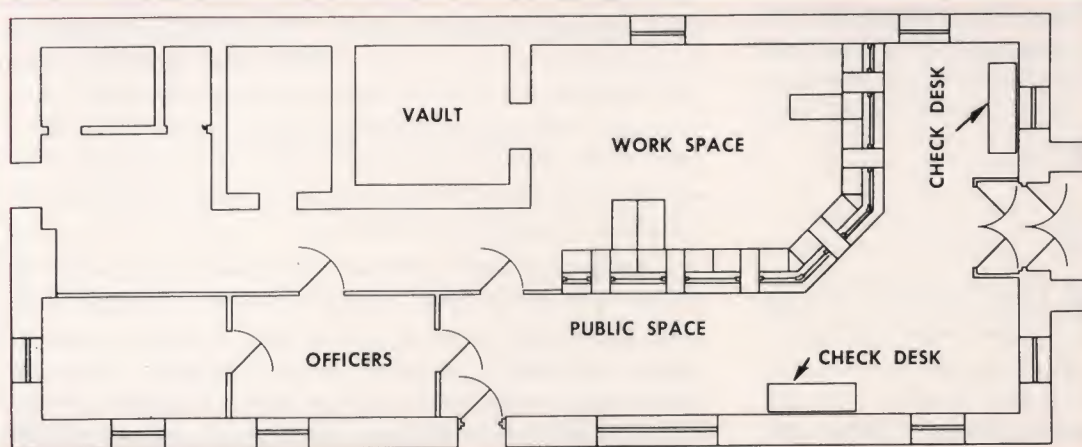 VAULT
WORK SPACE
CHECK DESK
PUBLIC SPACE
OFFICERS
CHECK DESK